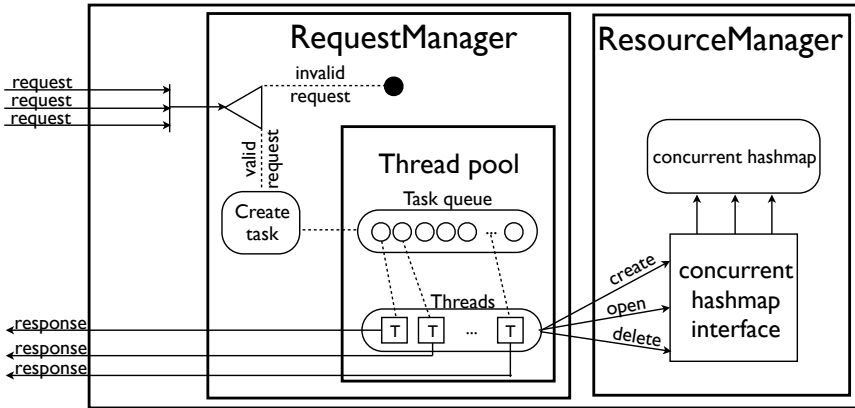 RequestManager
ResourceManager
request
request
request
invalid
request
valid
request
Thread pool
Task queue
Create
task
...
Threads
T
T
...
T
response
response
response
create
open
delete
concurrent hashmap
concurrent
hashmap
interface